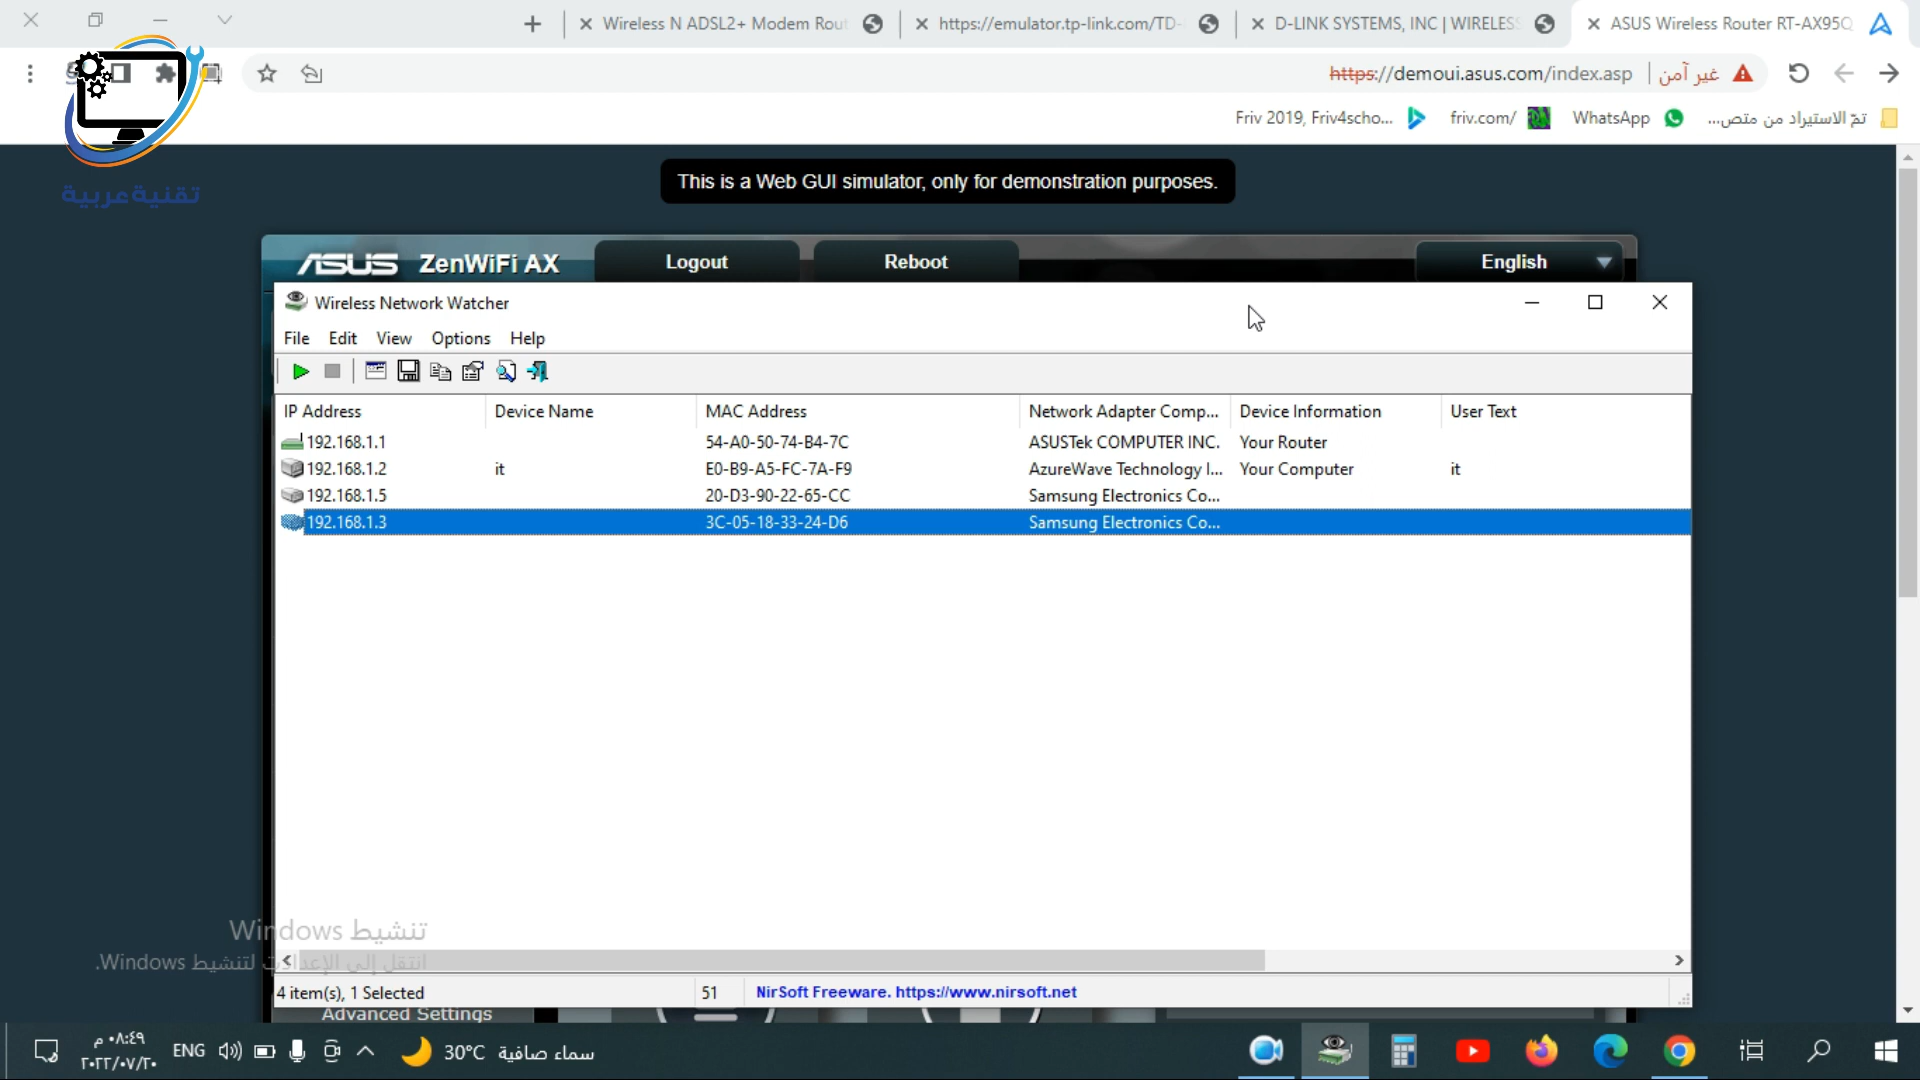 Wireless N ADSL2+ Modem Rout
https://emulator.tp-link.com/TD-
D-LINK SYSTEMS, INC | WIRELESS
ASUS Wireless Router RT-AX95Q
https://demoui.asus.com/index.asp
غير آمن
تمّ الاستيراد من متص...
WhatsApp
friv.com/
Friv 2019, Friv4scho...
تقنية عربية
This is a Web GUI simulator, only for demonstration purposes.
ASUS ZenWiFi AX
Logout
Reboot
English
Wireless Network Watcher
File Edit View Options Help
IP Address Device Name MAC Address Network Adapter Comp... Device Information User Text
192.168.1.1 54-A0-50-74-B4-7C ASUSTek COMPUTER INC. Your Router
192.168.1.2 it E0-B9-A5-FC-7A-F9 AzureWave Technology I... Your Computer it
192.168.1.5 20-D3-90-22-65-CC Samsung Electronics Co...
192.168.1.3 3C-05-18-33-24-D6 Samsung Electronics Co...
تنشيط Windows
انتقل إلى الإعدادات لتنشيط Windows.
4 item(s), 1 Selected
51
NirSoft Freeware. https://www.nirsoft.net
Advanced Settings
٠٨:٤٩ م
٢٠٢٢/٠٧/٢٠
ENG
30°C سماء صافية